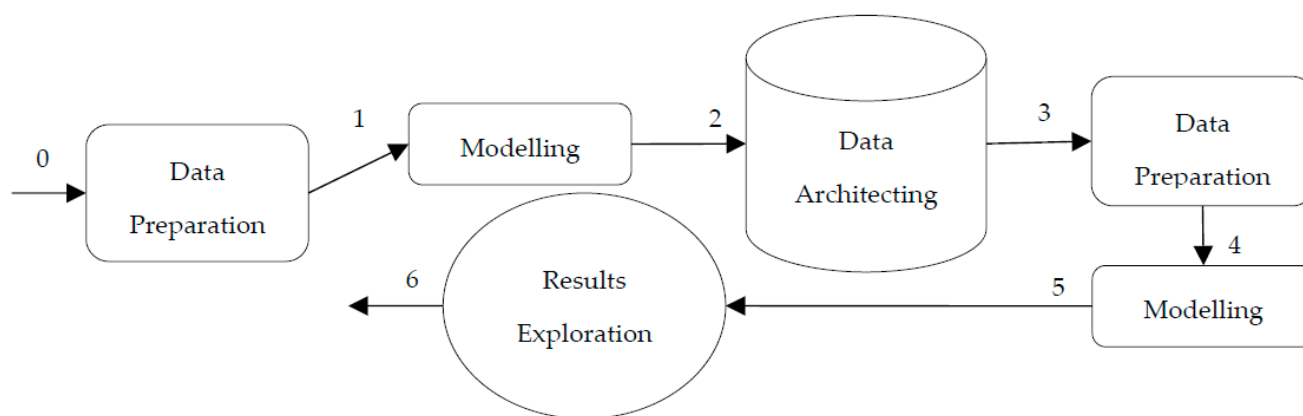 0
Data
Preparation
1
Modelling
2
Data
Architecting
3
Data
Preparation
4
Modelling
5
Results
Exploration
6